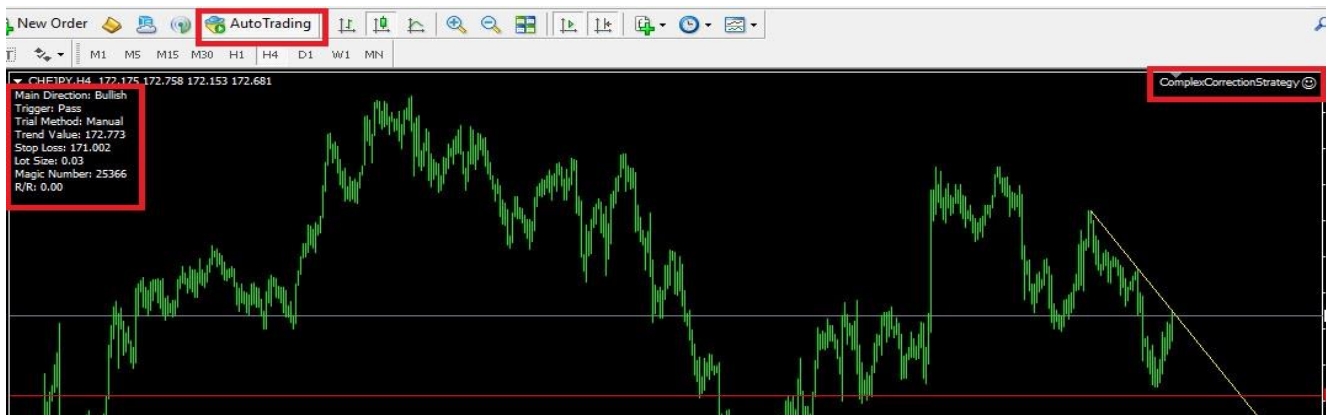 New Order AutoTrading
M1 M5 M15 M30 H1 H4 D1 W1 MN
CHFJPY,H4 172.175 172.758 172.153 172.681
ComplexCorrectionStrategy
Main Direction: Bullish
Trigger: Pass
Trial Method: Manual
Trend Value: 172.773
Stop Loss: 171.002
Lot Size: 0.03
Magic Number: 25366
R/R: 0.00